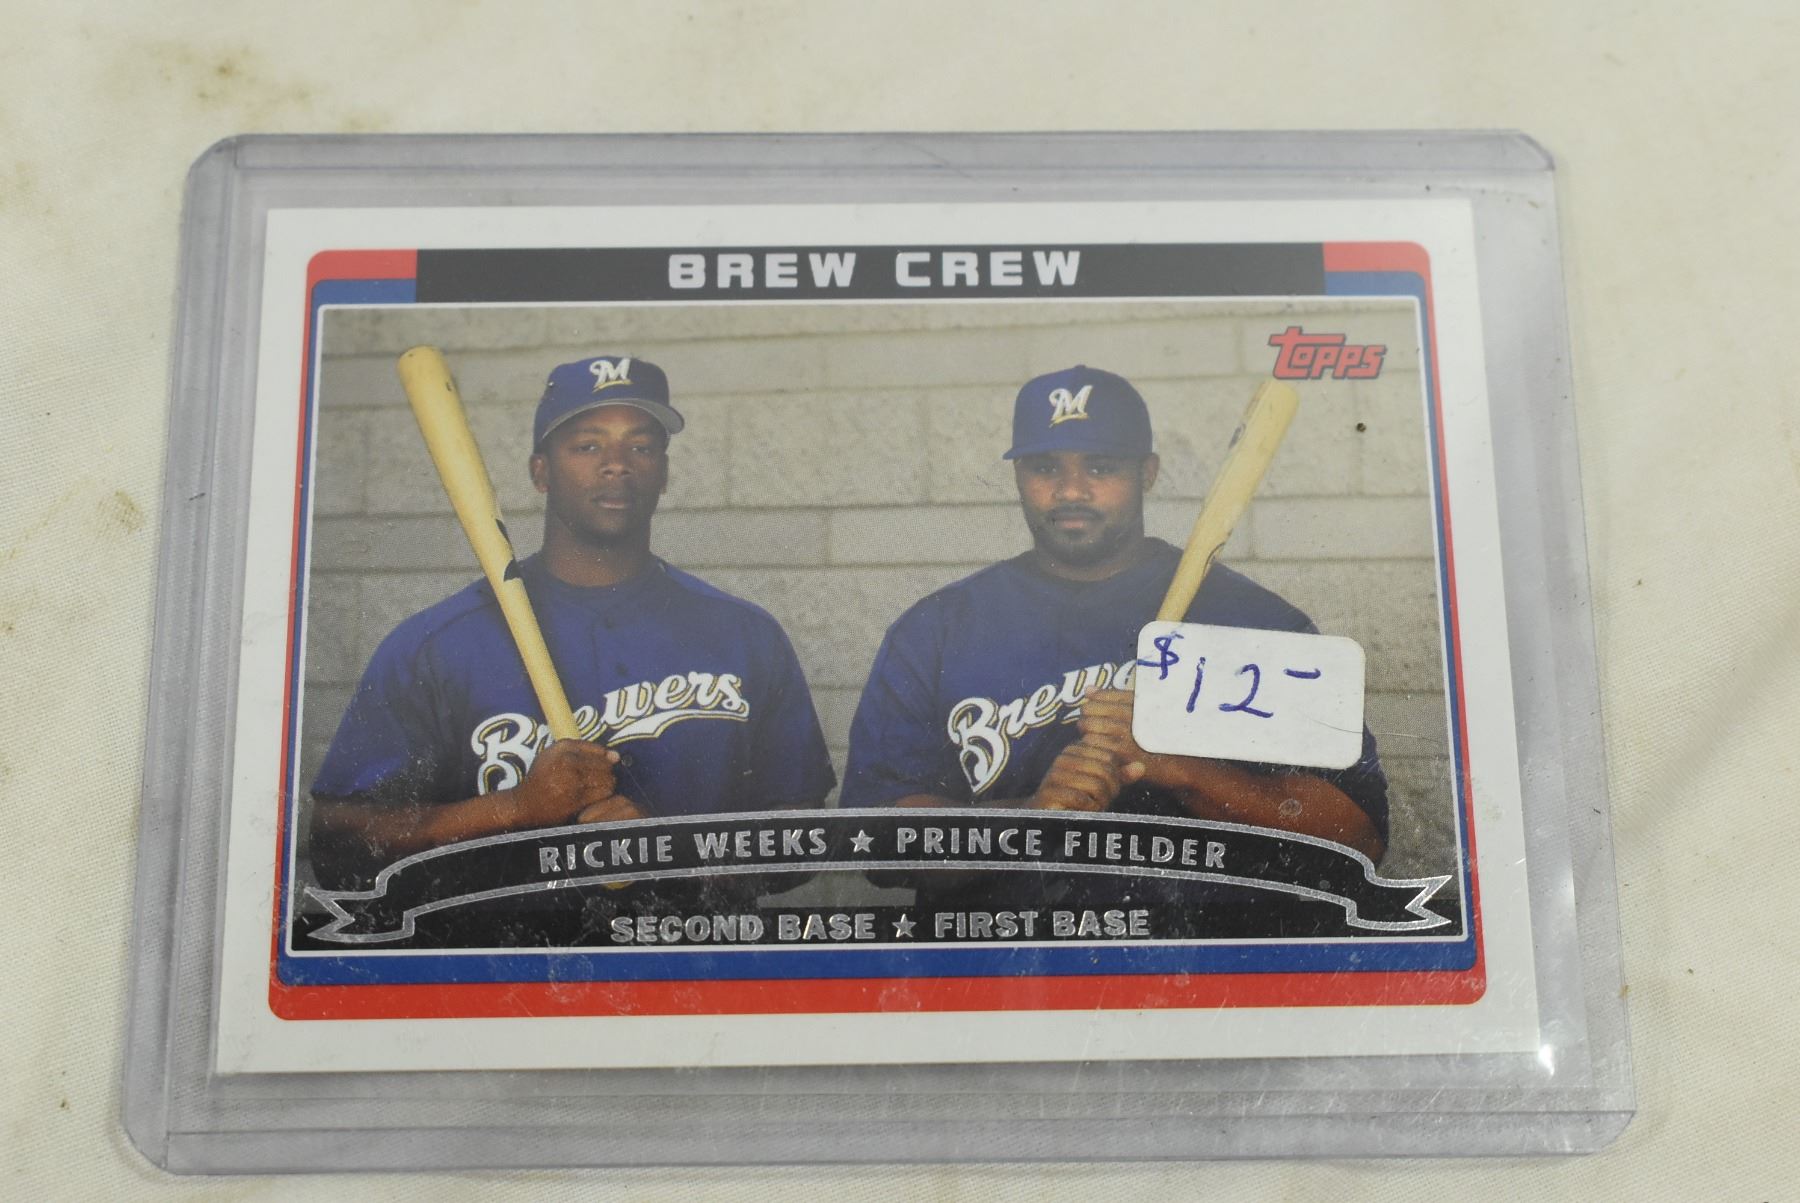 BREW CREW
TOPPS
M
M
Brewers
Brewe
$12-
RICKIE WEEKS ★ PRINCE FIELDER
SECOND BASE ★ FIRST BASE